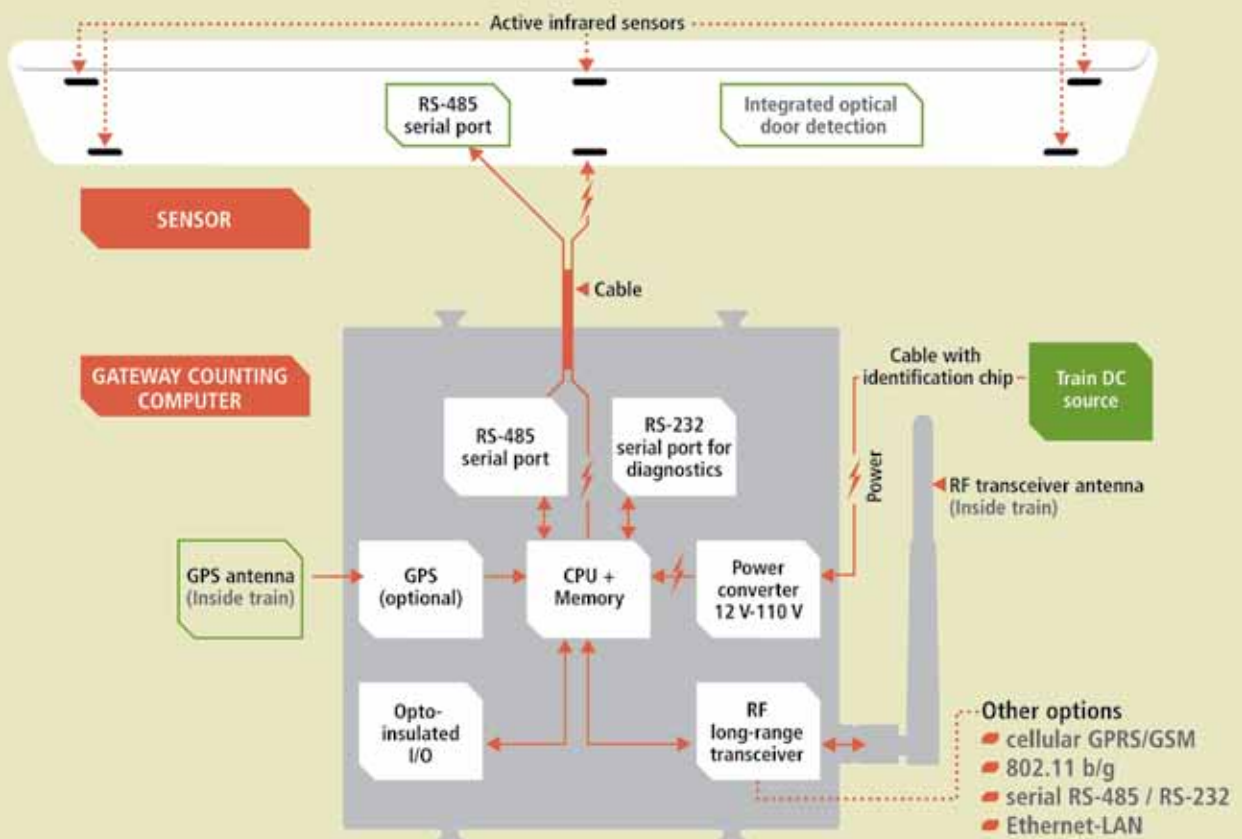 Active infrared sensors
RS-485
serial port
Integrated optical
door detection
SENSOR
Cable
GATEWAY COUNTING
COMPUTER
Cable with
identification chip
Train DC
source
RS-485
serial port
RS-232
serial port for
diagnostics
Power
RF transceiver antenna
(Inside train)
GPS antenna
(Inside train)
GPS
(optional)
CPU +
Memory
Power
converter
12 V-110 V
Opto-
insulated
I/O
RF
long-range
transceiver
Other options
cellular GPRS/GSM
802.11 b/g
serial RS-485 / RS-232
Ethernet-LAN